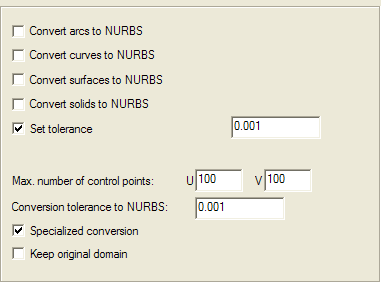 Convert arcs to NURBS
Convert curves to NURBS
Convert surfaces to NURBS
Convert solids to NURBS
Set tolerance 0.001
Max. number of control points: U 100 V 100
Conversion tolerance to NURBS: 0.001
Specialized conversion
Keep original domain